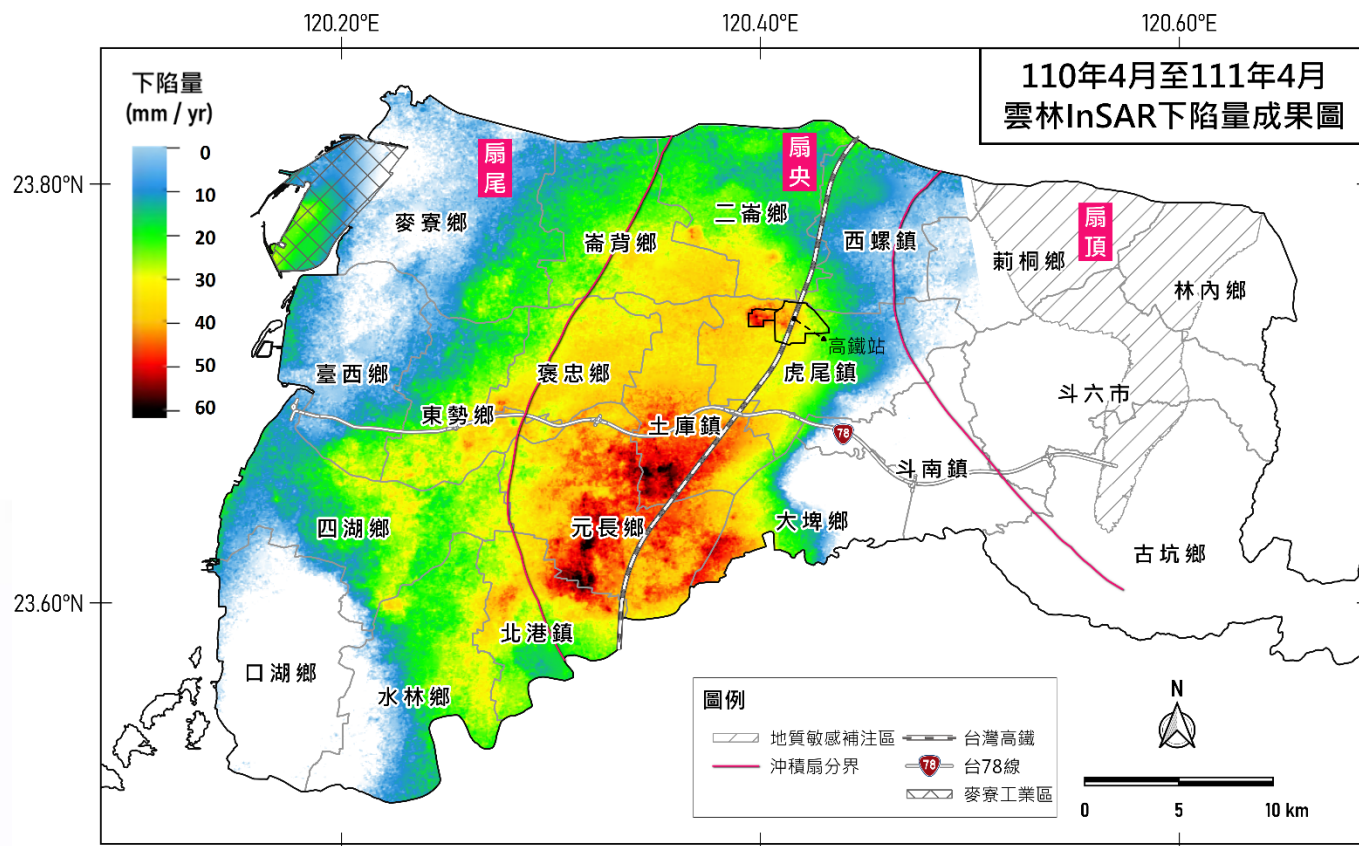 120.20°E
120.40°E
120.60°E
110年4月至111年4月
雲林InSAR下陷量成果圖
下陷量
(mm / yr)
0
10
20
30
40
50
60
23.80°N
23.60°N
扇尾
扇央
扇頂
麥寮鄉
崙背鄉
二崙鄉
西螺鎮
莿桐鄉
林內鄉
高鐵站
臺西鄉
褒忠鄉
虎尾鎮
東勢鄉
土庫鎮
斗六市
78
斗南鎮
四湖鄉
元長鄉
大埤鄉
古坑鄉
北港鎮
口湖鄉
水林鄉
圖例
地質敏感補注區
台灣高鐵
沖積扇分界
78
台78線
麥寮工業區
N
0
5
10 km